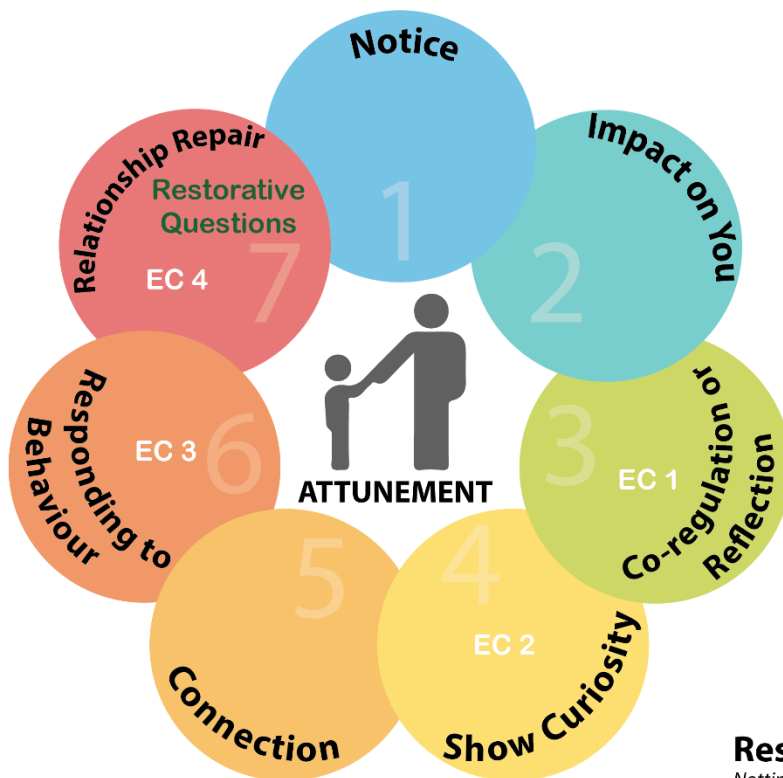 Notice
1
Impact on You
2
Co-regulation or
Reflection
EC 1
3
Show Curiosity
EC 2
4
Connection
5
Responding to
Behaviour
EC 3
6
Relationship Repair
Restorative
Questions
EC 4
7
ATTUNEMENT